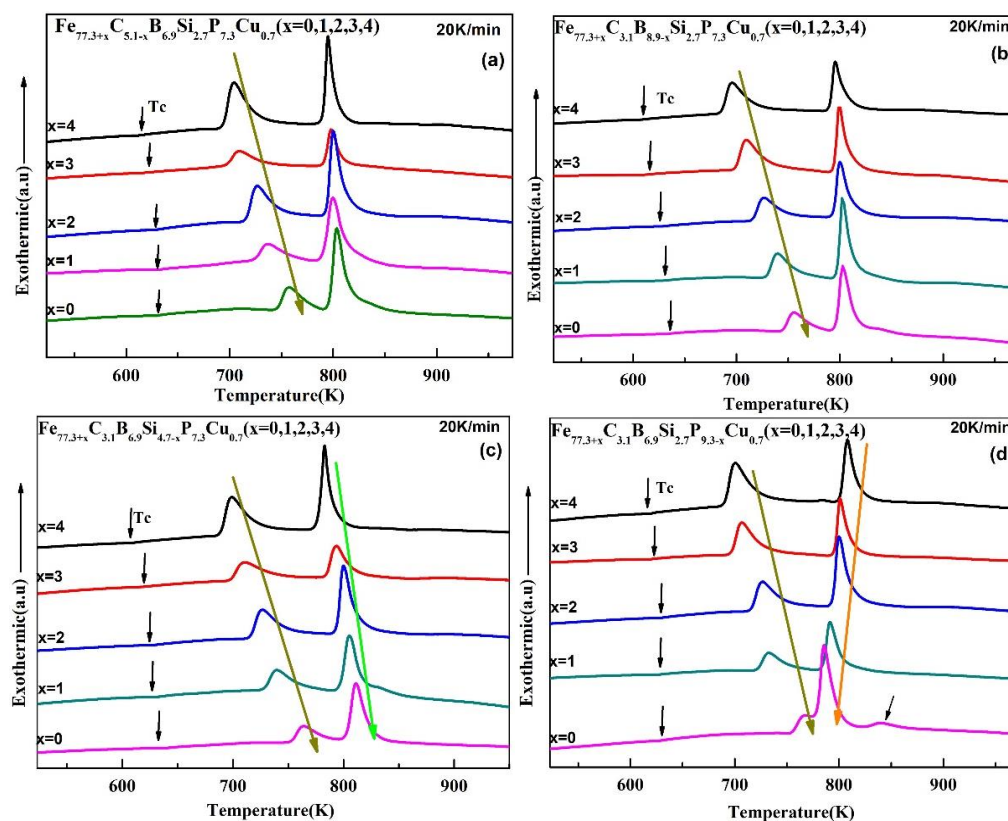 Fe77.3+xC5.1-xB6.9Si2.7P7.3Cu0.7(x=0,1,2,3,4) 20K/min
(a)
Tc
x=4
x=3
x=2
x=1
x=0
Exothermic(a.u)
600 700 800 900
Temperature(K)
Fe77.3+xC3.1B8.9-xSi2.7P7.3Cu0.7(x=0,1,2,3,4) 20K/min
(b)
Tc
x=4
x=3
x=2
x=1
x=0
Exothermic(a.u)
600 700 800 900
Temperature(K)
Fe77.3+xC3.1B6.9Si4.7-xP7.3Cu0.7(x=0,1,2,3,4) 20K/min
(c)
Tc
x=4
x=3
x=2
x=1
x=0
Exothermic(a.u)
600 700 800 900
Temperature(K)
Fe77.3+xC3.1B6.9Si2.7P9.3-xCu0.7(x=0,1,2,3,4) 20K/min
(d)
Tc
x=4
x=3
x=2
x=1
x=0
Exothermic(a.u)
600 700 800 900
Temperature(K)